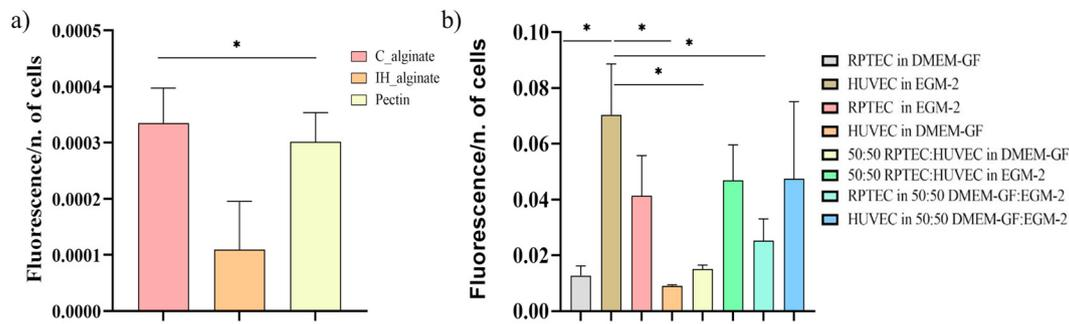 a)
Fluorescence/n. of cells
0.0005
0.0004
0.0003
0.0002
0.0001
0.0000
*
C_alginate
IH_alginate
Pectin
b)
Fluorescence/n. of cells
0.10
0.08
0.06
0.04
0.02
0.00
* *
*
*
RPTEC in DMEM-GF
HUVEC in EGM-2
RPTEC in EGM-2
HUVEC in DMEM-GF
50:50 RPTEC:HUVEC in DMEM-GF
50:50 RPTEC:HUVEC in EGM-2
RPTEC in 50:50 DMEM-GF:EGM-2
HUVEC in 50:50 DMEM-GF:EGM-2